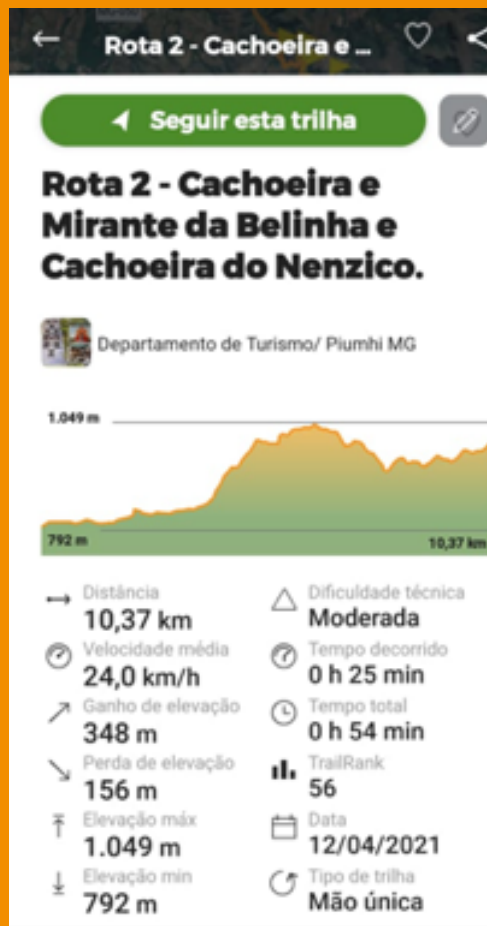 Rota 2 - Cachoeira e ...
Seguir esta trilha
Rota 2 - Cachoeira e
Mirante da Belinha e
Cachoeira do Nenzico.
Departamento de Turismo/ Piumhi MG
1.049 m
792 m
10,37 km
Distância
10,37 km
Dificuldade técnica
Moderada
Velocidade média
24,0 km/h
Tempo decorrido
0 h 25 min
Ganho de elevação
348 m
Tempo total
0 h 54 min
Perda de elevação
156 m
TrailRank
56
Elevação máx
1.049 m
Data
12/04/2021
Elevação min
792 m
Tipo de trilha
Mão única